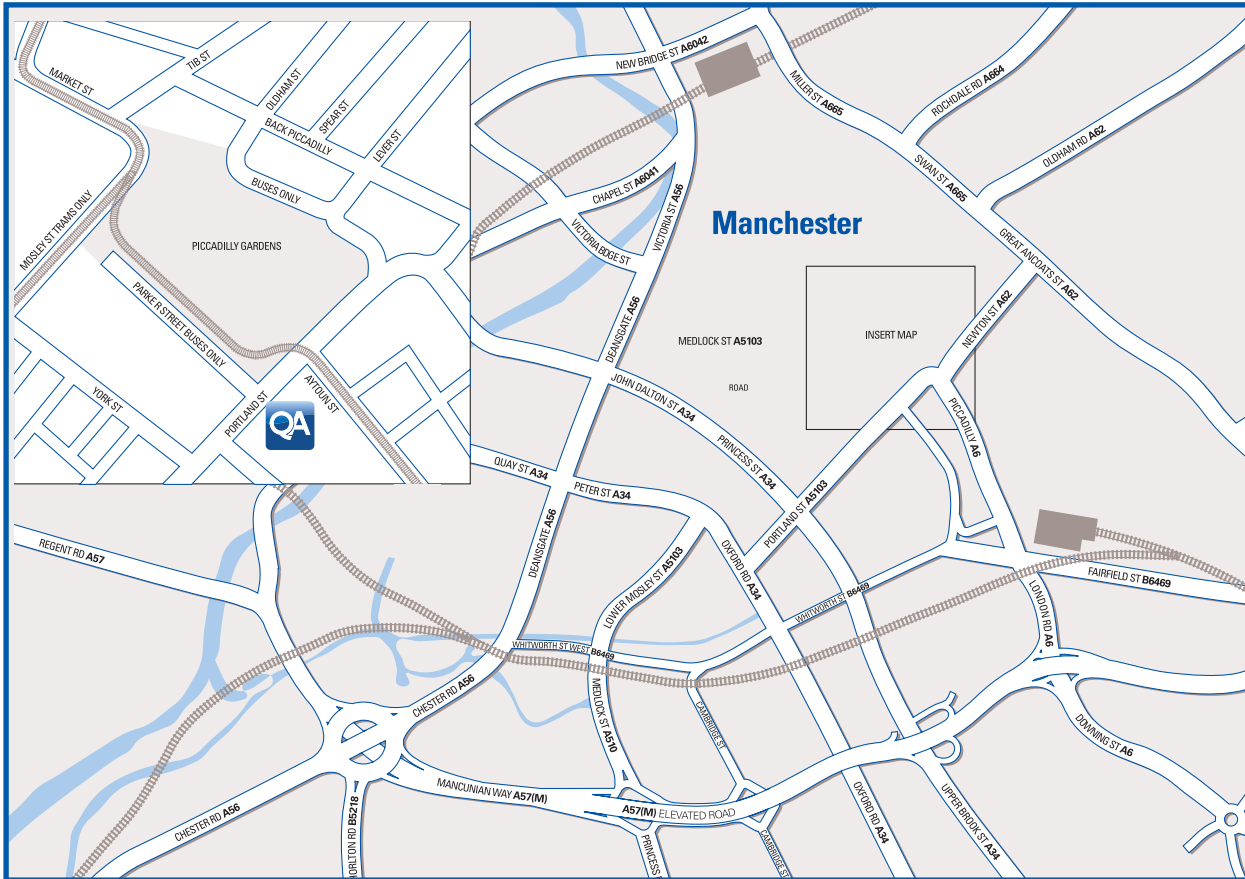 TIB ST
MARKET ST
OLDHAM ST
SPEAR ST
BACK PICCADILLY
LEVER ST
BUSES ONLY
MOSLEY ST TRAMS ONLY
PICCADILLY GARDENS
PARKE R STREET BUSES ONLY
YORK ST
PORTLAND ST
AYTOUN ST
QA
NEW BRIDGE ST A6042
MILLER ST A665
ROCHDALE RD A664
OLDHAM RD A62
SWAN ST A665
CHAPEL ST A6041
VICTORIA ST A56
VICTORIA BDGE ST
Manchester
GREAT ANCOATS ST A62
NEWTON ST A62
DEANSGATE A56
MEDLOCK ST A5103
INSERT MAP
ROAD
JOHN DALTON ST A34
PICCADILLY A6
PRINCESS ST A34
QUAY ST A34
PETER ST A34
PORTLAND ST A5103
DEANSGATE A56
REGENT RD A57
OXFORD RD A34
LOWER MOSLEY ST A5103
FAIRFIELD ST B6469
WHITWORTH ST B6469
LONDON RD A6
WHITWORTH ST WEST B6469
CHESTER RD A56
MEDLOCK ST A510
CAMBRIDGE ST
DOWNING ST A6
MANCUNIAN WAY A57(M)
A57(M) ELEVATED ROAD
CHESTER RD A56
HORLTON RD B5218
OXFORD RD A34
UPPER BROOK ST A34
PRINCESS
CAMBRIDGE ST